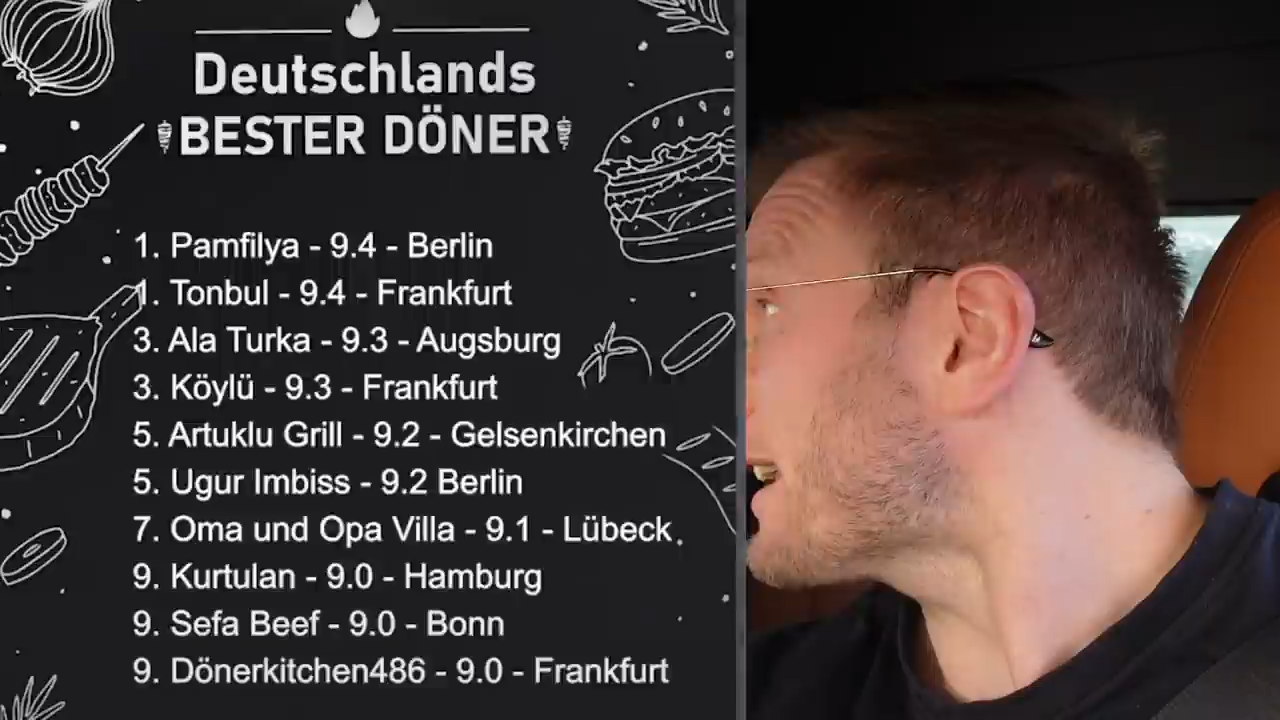 Deutschlands
BESTER DÖNER
1. Pamfilya - 9.4 - Berlin
1. Tonbul - 9.4 - Frankfurt
3. Ala Turka - 9.3 - Augsburg
3. Köylü - 9.3 - Frankfurt
5. Artuklu Grill - 9.2 - Gelsenkirchen
5. Ugur Imbiss - 9.2 Berlin
7. Oma und Opa Villa - 9.1 - Lübeck
9. Kurtulan - 9.0 - Hamburg
9. Sefa Beef - 9.0 - Bonn
9. Dönerkitchen486 - 9.0 - Frankfurt